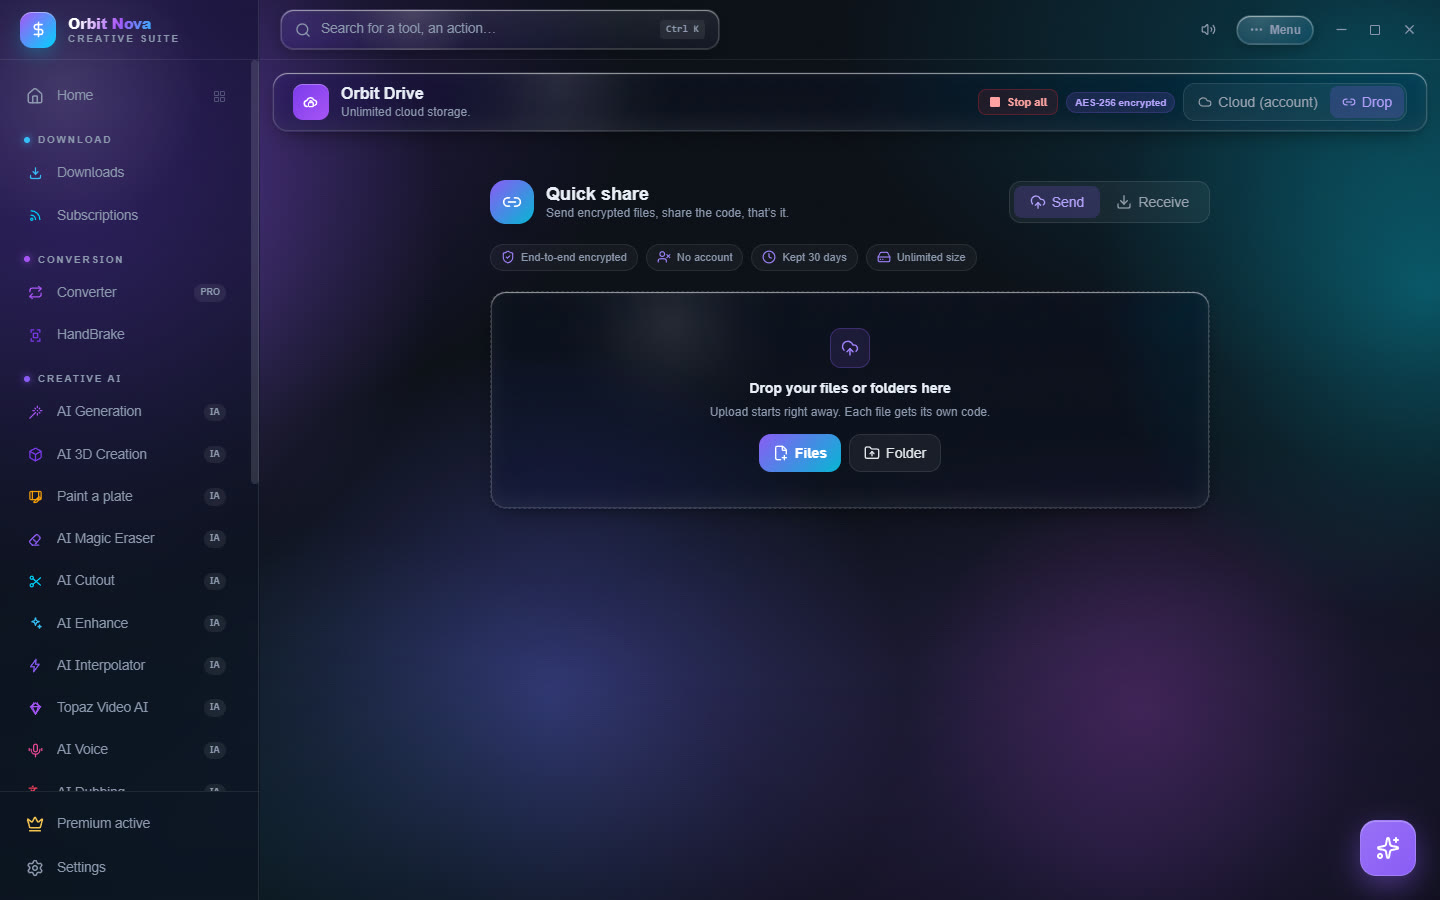 Orbit Nova
CREATIVE SUITE
Search for a tool, an action...
Ctrl K
Menu
Home
DOWNLOAD
Downloads
Subscriptions
CONVERSION
Converter
PRO
HandBrake
CREATIVE AI
AI Generation
IA
AI 3D Creation
IA
Paint a plate
IA
AI Magic Eraser
IA
AI Cutout
IA
AI Enhance
IA
AI Interpolator
IA
Topaz Video AI
IA
AI Voice
IA
AI Dubbing
IA
Premium active
Settings
Orbit Drive
Unlimited cloud storage.
Stop all
AES-256 encrypted
Cloud (account)
Drop
Quick share
Send encrypted files, share the code, that's it.
Send
Receive
End-to-end encrypted
No account
Kept 30 days
Unlimited size
Drop your files or folders here
Upload starts right away. Each file gets its own code.
Files
Folder